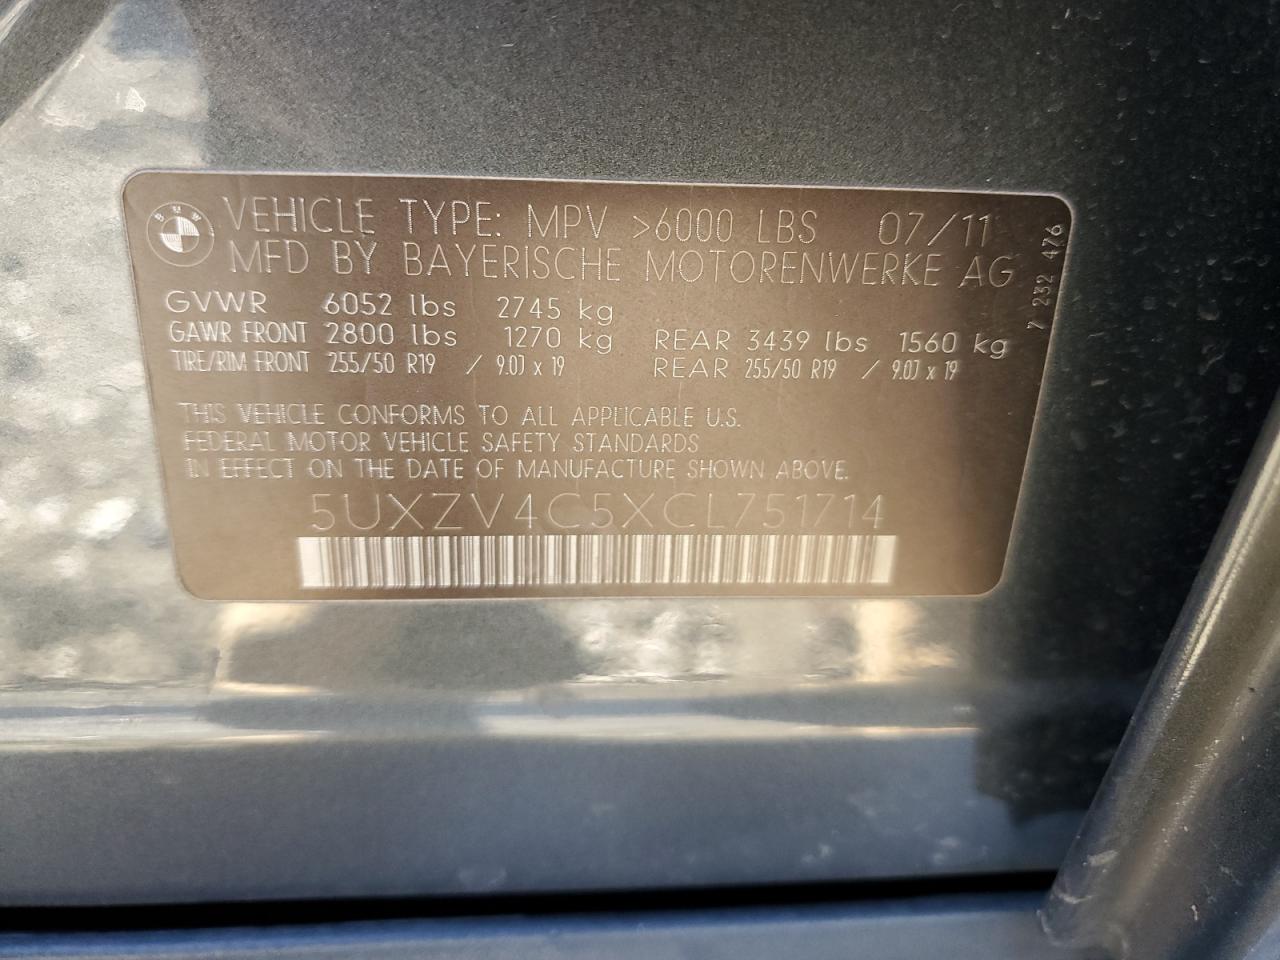 BMW
VEHICLE TYPE: MPV >6000 LBS 07/11
MFD BY BAYERISCHE MOTORENWERKE AG
GVWR 6052 lbs 2745 kg
GAWR FRONT 2800 lbs 1270 kg REAR 3439 lbs 1560 kg
TIRE/RIM FRONT 255/50 R19 / 9.0J x 19 REAR 255/50 R19 / 9.0J x 19
THIS VEHICLE CONFORMS TO ALL APPLICABLE U.S.
FEDERAL MOTOR VEHICLE SAFETY STANDARDS
IN EFFECT ON THE DATE OF MANUFACTURE SHOWN ABOVE.
5UXZV4C5XCL751714
7 232 476